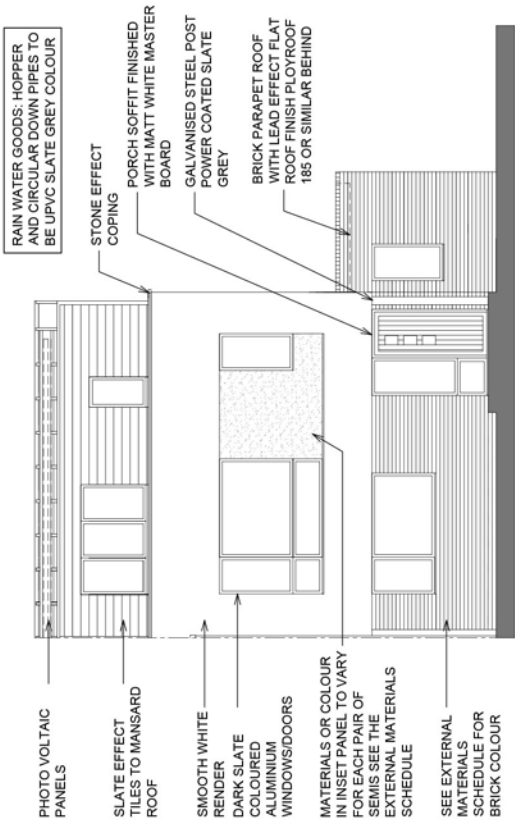 RAIN WATER GOODS: HOPPER
AND CIRCULAR DOWN PIPES TO
BE UPVC SLATE GREY COLOUR
STONE EFFECT
COPING
PORCH SOFFIT FINISHED
WITH MATT WHITE MASTER
BOARD
GALVANISED STEEL POST
POWER COATED SLATE
GREY
BRICK PARAPET ROOF
WITH LEAD EFFECT FLAT
ROOF FINISH PLOYROOF
185 OR SIMILAR BEHIND
PHOTO VOLTAIC
PANELS
SLATE EFFECT
TILES TO MANSARD
ROOF
SMOOTH WHITE
RENDER
DARK SLATE
COLOURED
ALUMINIUM
WINDOWS/DOORS
MATERIALS OR COLOUR
IN INSET PANEL TO VARY
FOR EACH PAIR OF
SEMIS SEE THE
EXTERNAL MATERIALS
SCHEDULE
SEE EXTERNAL
MATERIALS
SCHEDULE FOR
BRICK COLOUR